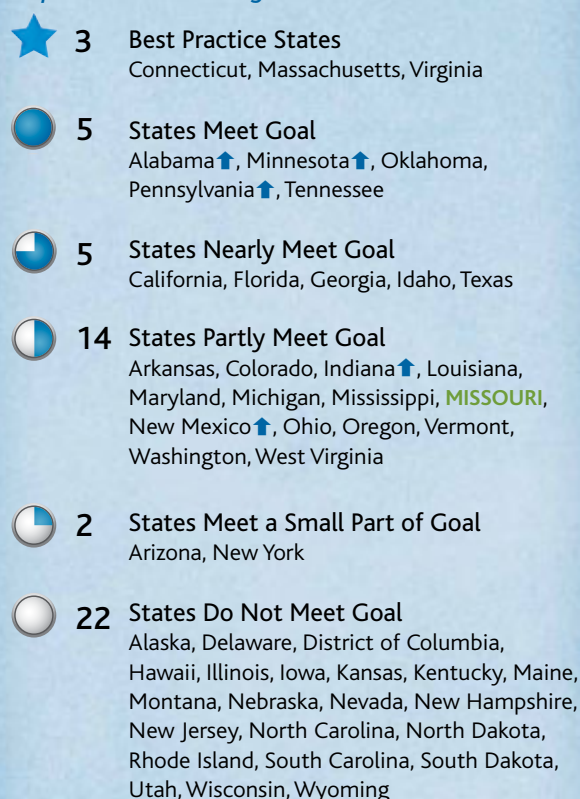 3 Best Practice States
Connecticut, Massachusetts, Virginia
5 States Meet Goal
Alabama⬆, Minnesota⬆, Oklahoma,
Pennsylvania⬆, Tennessee
5 States Nearly Meet Goal
California, Florida, Georgia, Idaho, Texas
14 States Partly Meet Goal
Arkansas, Colorado, Indiana⬆, Louisiana,
Maryland, Michigan, Mississippi, MISSOURI,
New Mexico⬆, Ohio, Oregon, Vermont,
Washington, West Virginia
2 States Meet a Small Part of Goal
Arizona, New York
22 States Do Not Meet Goal
Alaska, Delaware, District of Columbia,
Hawaii, Illinois, Iowa, Kansas, Kentucky, Maine,
Montana, Nebraska, Nevada, New Hampshire,
New Jersey, North Carolina, North Dakota,
Rhode Island, South Carolina, South Dakota,
Utah, Wisconsin, Wyoming